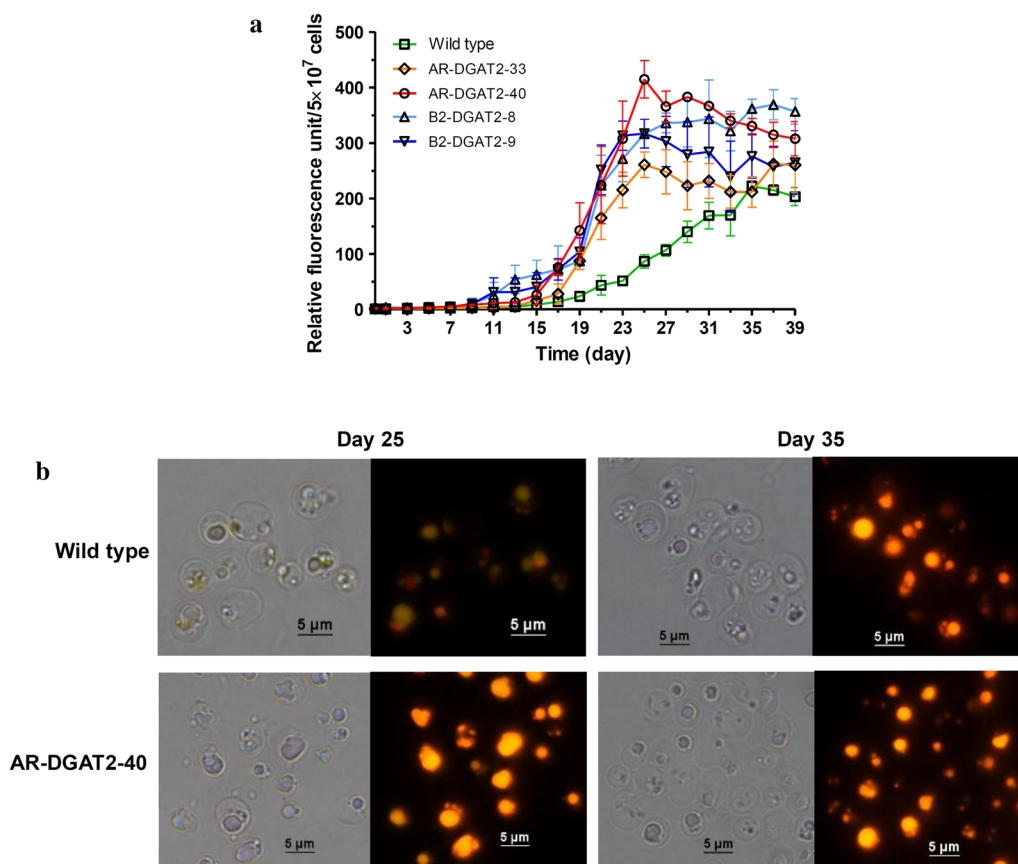 a
Relative fluorescence unit/5×10⁷ cells
500
400
300
200
100
0
Wild type
AR-DGAT2-33
AR-DGAT2-40
B2-DGAT2-8
B2-DGAT2-9
3 7 11 15 19 23 27 31 35 39
Time (day)
b
Day 25 Day 35
Wild type
5 µm 5 µm 5 µm 5 µm
AR-DGAT2-40
5 µm 5 µm 5 µm 5 µm